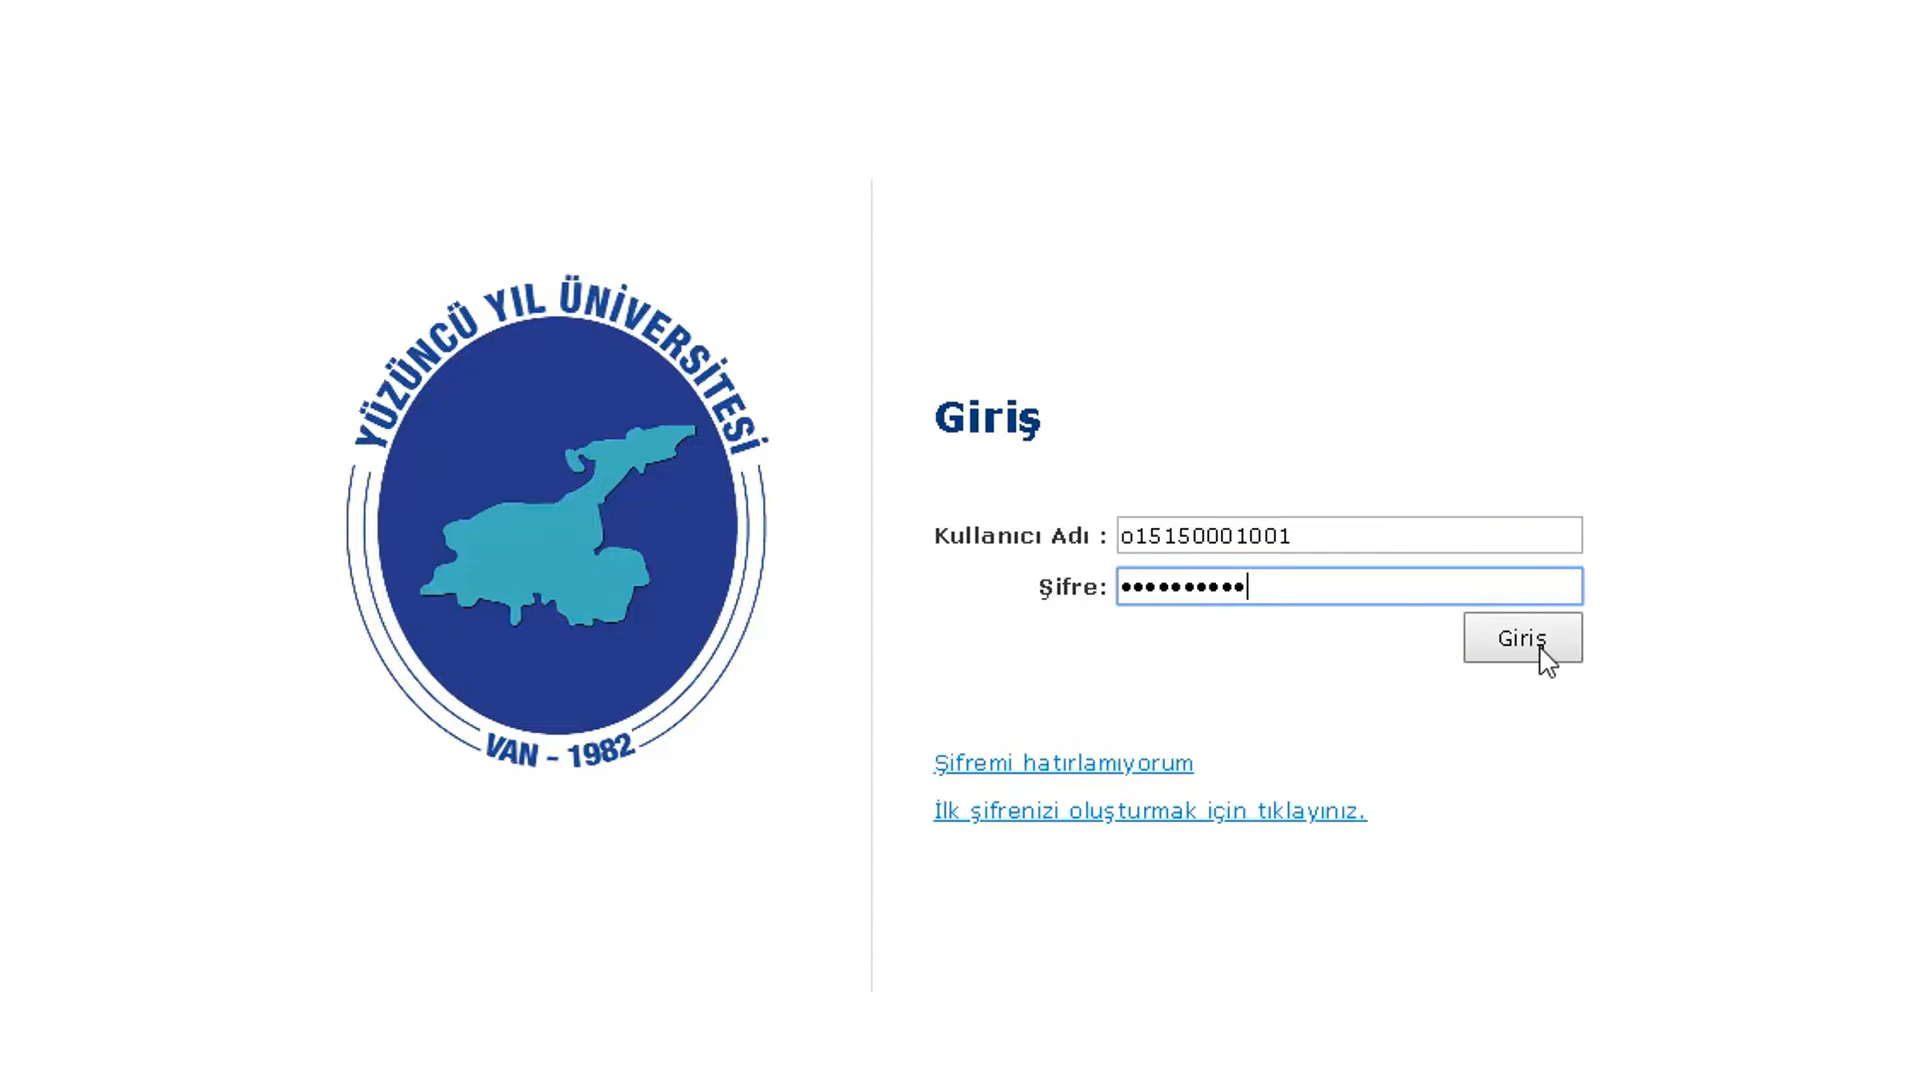 YÜZÜNCÜ YIL ÜNİVERSİTESİ
VAN - 1982
Giriş
Kullanıcı Adı : o15150001001
Şifre: ••••••••••
Giriş
Şifremi hatırlamıyorum
İlk şifrenizi oluşturmak için tıklayınız.